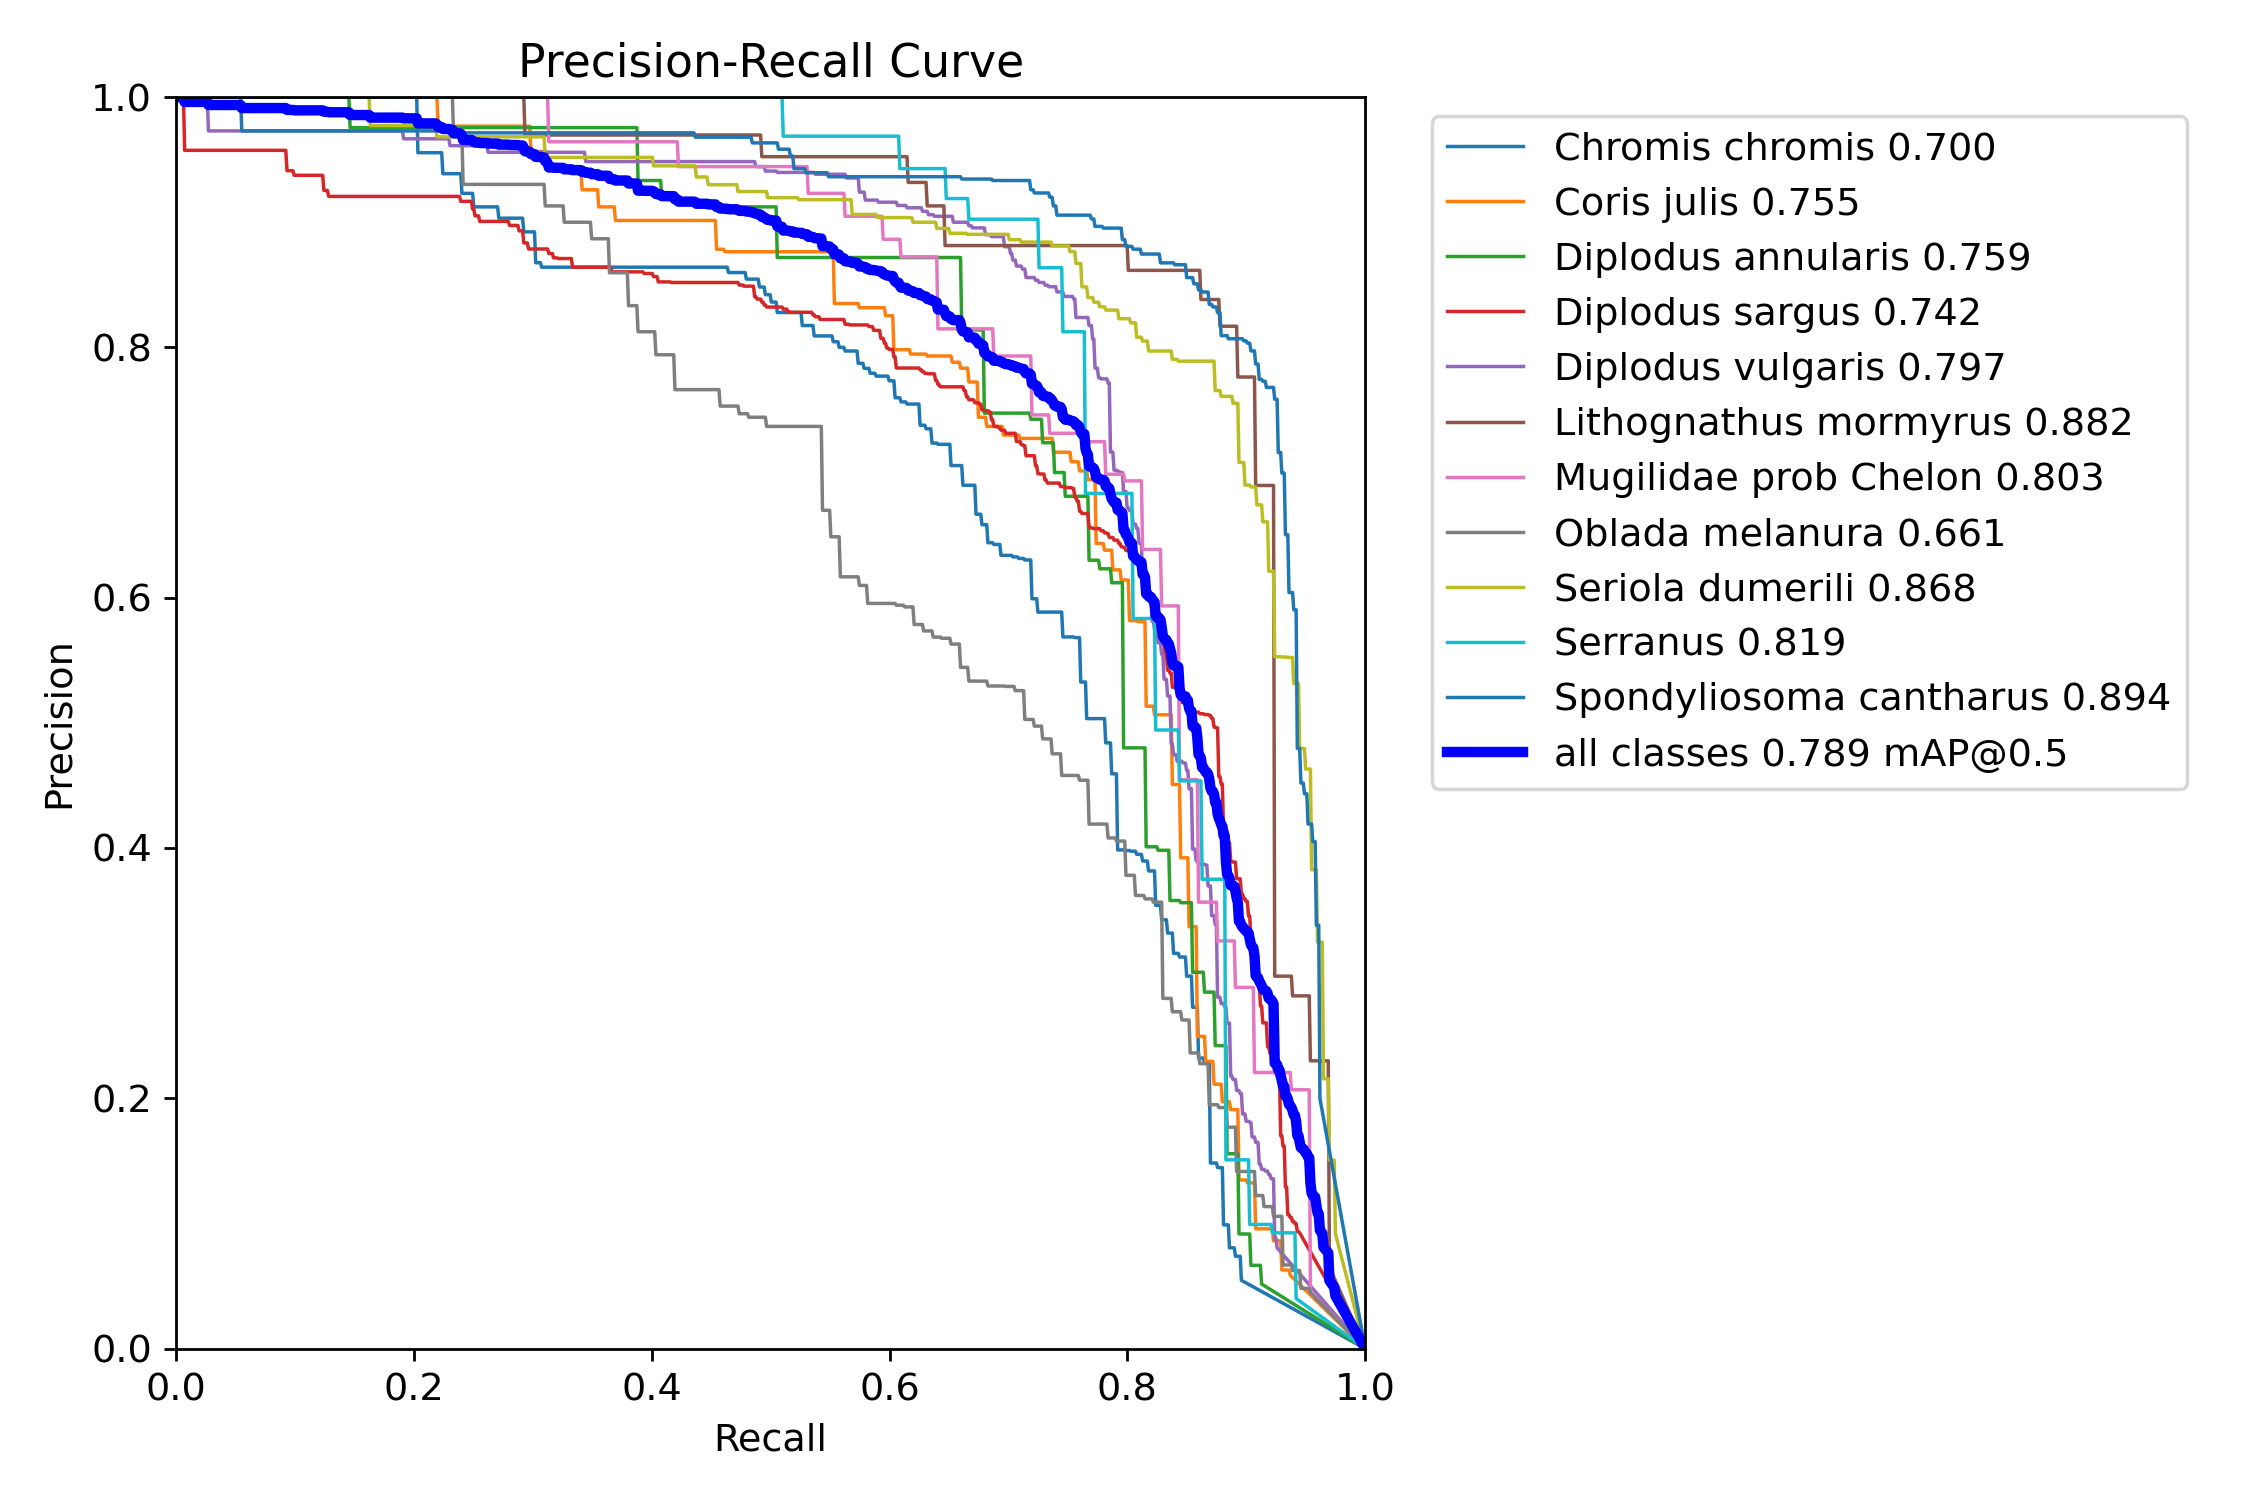 Precision-Recall Curve
1.0
0.8
0.6
0.4
0.2
0.0
Precision
0.0 0.2 0.4 0.6 0.8 1.0
Recall
Chromis chromis 0.700
Coris julis 0.755
Diplodus annularis 0.759
Diplodus sargus 0.742
Diplodus vulgaris 0.797
Lithognathus mormyrus 0.882
Mugilidae prob Chelon 0.803
Oblada melanura 0.661
Seriola dumerili 0.868
Serranus 0.819
Spondyliosoma cantharus 0.894
all classes 0.789 mAP@0.5